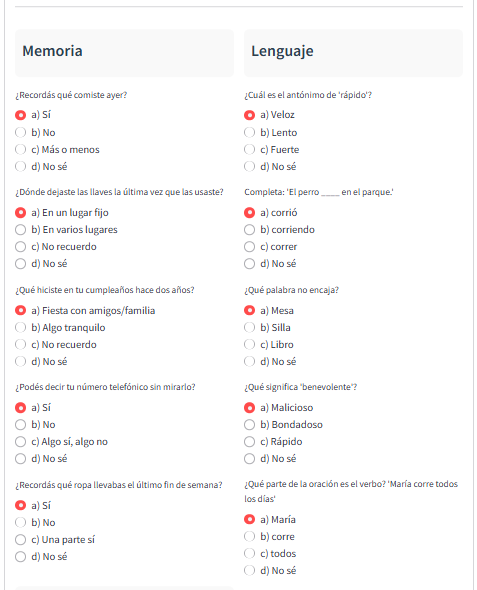 Memoria
¿Recordás qué comiste ayer?
a) Sí
b) No
c) Más o menos
d) No sé
¿Dónde dejaste las llaves la última vez que las usaste?
a) En un lugar fijo
b) En varios lugares
c) No recuerdo
d) No sé
¿Qué hiciste en tu cumpleaños hace dos años?
a) Fiesta con amigos/familia
b) Algo tranquilo
c) No recuerdo
d) No sé
¿Podés decir tu número telefónico sin mirarlo?
a) Sí
b) No
c) Algo sí, algo no
d) No sé
¿Recordás qué ropa llevabas el último fin de semana?
a) Sí
b) No
c) Una parte sí
d) No sé
Lenguaje
¿Cuál es el antónimo de 'rápido'?
a) Veloz
b) Lento
c) Fuerte
d) No sé
Completa: 'El perro ____ en el parque.'
a) corrió
b) corriendo
c) correr
d) No sé
¿Qué palabra no encaja?
a) Mesa
b) Silla
c) Libro
d) No sé
¿Qué significa 'benevolente'?
a) Malicioso
b) Bondadoso
c) Rápido
d) No sé
¿Qué parte de la oración es el verbo? 'María corre todos
los días'
a) María
b) corre
c) todos
d) No sé